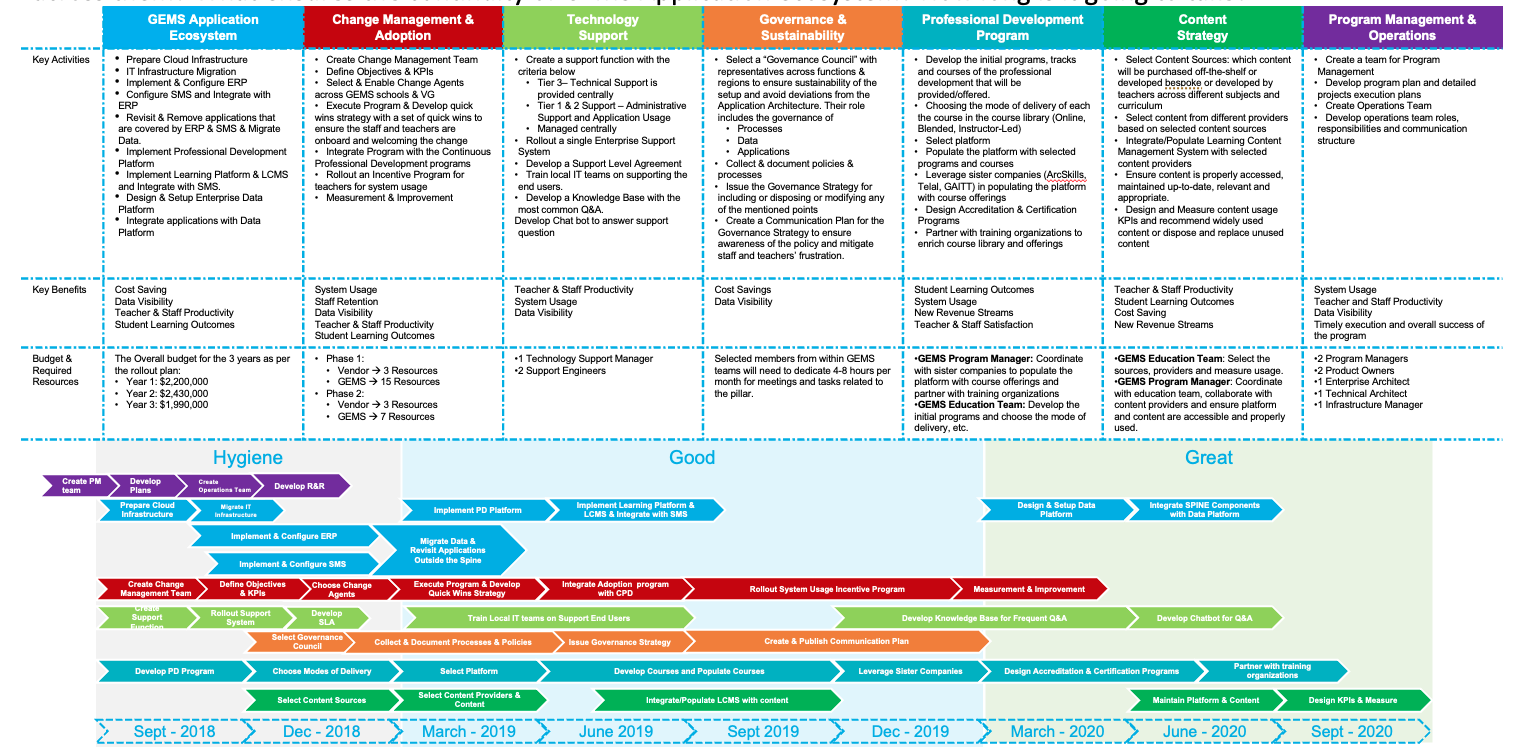 GEMS Application
Ecosystem
Change Management &
Adoption
Technology
Support
Governance &
Sustainability
Professional Development
Program
Content
Strategy
Program Management &
Operations
Key Activities
• Prepare Cloud Infrastructure
• IT Infrastructure Migration
• Implement & Configure ERP
• Configure SMS and Integrate with
ERP
• Revisit & Remove applications that
are covered by ERP & SMS & Migrate
Data.
• Implement Professional Development
Platform
• Implement Learning Platform & LCMS
and Integrate with SMS.
• Design & Setup Enterprise Data
Platform
• Integrate applications with Data
Platform
• Create Change Management Team
• Define Objectives & KPIs
• Select & Enable Change Agents
across GEMS schools & VG
• Execute Program & Develop quick
wins strategy with a set of quick wins to
ensure the staff and teachers are
onboard and welcoming the change
• Integrate Program with the Continuous
Professional Development programs
• Rollout an Incentive Program for
teachers for system usage
• Measurement & Improvement
• Create a support function with the
criteria below
• Tier 3– Technical Support is
provided centrally
• Tier 1 & 2 Support – Administrative
Support and Application Usage
• Managed centrally
• Rollout a single Enterprise Support
System
• Develop a Support Level Agreement
• Train local IT teams on supporting the
end users.
• Develop a Knowledge Base with the
most common Q&A.
Develop Chat bot to answer support
question
• Select a “Governance Council” with
representatives across functions &
regions to ensure sustainability of the
setup and avoid deviations from the
Application Architecture. Their role
includes the governance of
• Processes
• Data
• Applications
• Collect & document policies &
processes
• Issue the Governance Strategy for
including or disposing or modifying any
of the mentioned points
• Create a Communication Plan for the
Governance Strategy to ensure
awareness of the policy and mitigate
staff and teachers’ frustration.
• Develop the initial programs, tracks
and courses of the professional
development that will be
provided/offered.
• Choosing the mode of delivery of each
the course in the course library (Online,
Blended, Instructor-Led)
• Select platform
• Populate the platform with selected
programs and courses
• Leverage sister companies (ArcSkills,
Telal, GAITT) in populating the platform
with course offerings
• Design Accreditation & Certification
Programs
• Partner with training organizations to
enrich course library and offerings
• Select Content Sources: which content
will be purchased off-the-shelf or
developed bespoke or developed by
teachers across different subjects and
curriculum
• Select content from different providers
based on selected content sources
• Integrate/Populate Learning Content
Management System with selected
content providers
• Ensure content is properly accessed,
maintained up-to-date, relevant and
appropriate.
• Design and Measure content usage
KPIs and recommend widely used
content or dispose and replace unused
content
• Create a team for Program
Management
• Develop program plan and detailed
projects execution plans
• Create Operations Team
• Develop operations team roles,
responsibilities and communication
structure
Key Benefits
Cost Saving
Data Visibility
Teacher & Staff Productivity
Student Learning Outcomes
System Usage
Staff Retention
Data Visibility
Teacher & Staff Productivity
Student Learning Outcomes
Teacher & Staff Productivity
System Usage
Data Visibility
Cost Savings
Data Visibility
Student Learning Outcomes
System Usage
New Revenue Streams
Teacher & Staff Satisfaction
Teacher & Staff Productivity
Student Learning Outcomes
Cost Saving
New Revenue Streams
System Usage
Teacher and Staff Productivity
Data Visibility
Timely execution and overall success of
the program
Budget &
Required
Resources
The Overall budget for the 3 years as per
the rollout plan:
• Year 1: $2,200,000
• Year 2: $2,430,000
• Year 3: $1,990,000
• Phase 1:
• Vendor → 3 Resources
• GEMS → 15 Resources
• Phase 2:
• Vendor → 3 Resources
• GEMS → 7 Resources
•1 Technology Support Manager
•2 Support Engineers
Selected members from within GEMS
teams will need to dedicate 4-8 hours per
month for meetings and tasks related to
the pillar.
•GEMS Program Manager: Coordinate
with sister companies to populate the
platform with course offerings and
partner with training organizations
•GEMS Education Team: Develop the
initial programs and choose the mode of
delivery, etc.
•GEMS Education Team: Select the
sources, providers and measure usage.
•GEMS Program Manager: Coordinate
with education team, collaborate with
content providers and ensure platform
and content are accessible and properly
used.
•2 Program Managers
•2 Product Owners
•1 Enterprise Architect
•1 Technical Architect
•1 Infrastructure Manager
Hygiene
Good
Great
Create PM
team
Develop
Plans
Create
Operations Team
Develop R&R
Prepare Cloud
Infrastructure
Migrate IT
Infrastructure
Implement PD Platform
Implement Learning Platform &
LCMS & Integrate with SMS
Design & Setup Data
Platform
Integrate SPINE Components
with Data Platform
Implement & Configure ERP
Implement & Configure SMS
Migrate Data &
Revisit Applications
Outside the Spine
Create Change
Management Team
Define Objectives
& KPIs
Choose Change
Agents
Execute Program & Develop
Quick Wins Strategy
Integrate Adoption program
with CPD
Rollout System Usage Incentive Program
Measurement & Improvement
Create
Support
Function
Rollout Support
System
Develop
SLA
Train Local IT teams on Support End Users
Develop Knowledge Base for Frequent Q&A
Develop Chatbot for Q&A
Select Governance
Council
Collect & Document Processes & Policies
Issue Governance Strategy
Create & Publish Communication Plan
Develop PD Program
Choose Modes of Delivery
Select Platform
Develop Courses and Populate Courses
Leverage Sister Companies
Design Accreditation & Certification Programs
Partner with training
organizations
Select Content Sources
Select Content Providers &
Content
Integrate/Populate LCMS with content
Maintain Platform & Content
Design KPIs & Measure
Sept - 2018
Dec - 2018
March - 2019
June - 2019
Sept - 2019
Dec - 2019
March - 2020
June - 2020
Sept - 2020